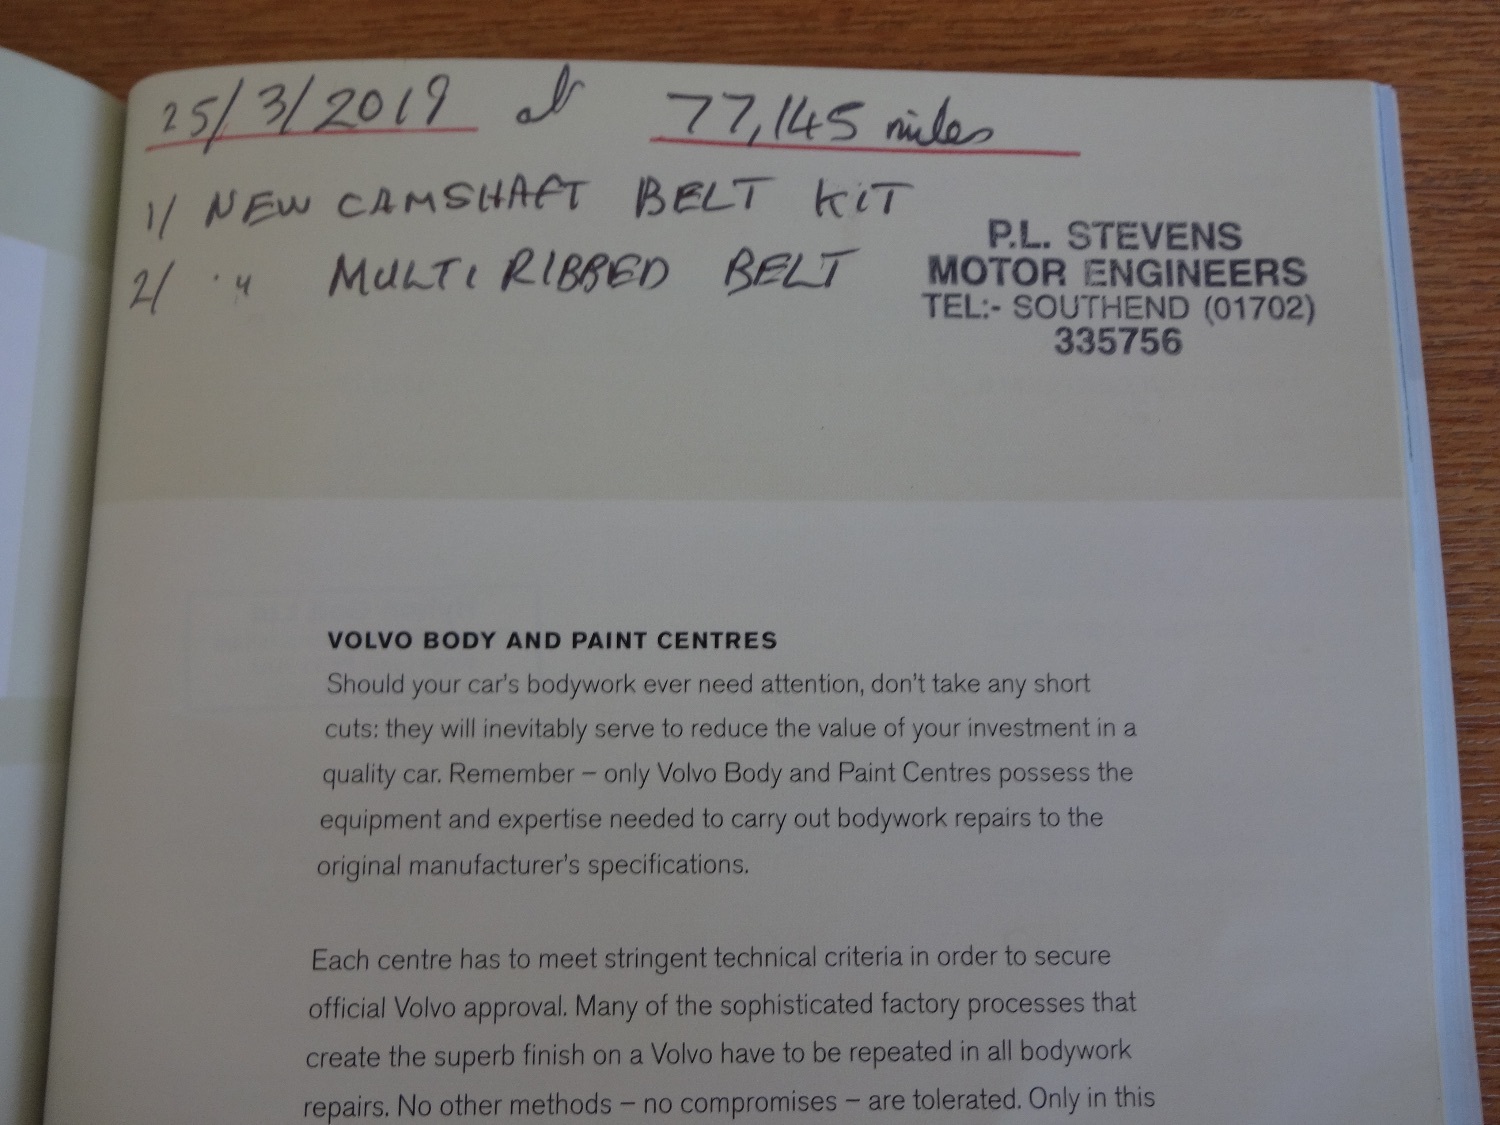 25/3/2019 at 77,145 miles
1/ NEW CAMSHAFT BELT KIT
2/ " MULTI RIBBED BELT
P.L. STEVENS
MOTOR ENGINEERS
TEL:- SOUTHEND (01702)
335756
VOLVO BODY AND PAINT CENTRES
Should your car's bodywork ever need attention, don't take any short
cuts: they will inevitably serve to reduce the value of your investment in a
quality car. Remember – only Volvo Body and Paint Centres possess the
equipment and expertise needed to carry out bodywork repairs to the
original manufacturer's specifications.
Each centre has to meet stringent technical criteria in order to secure
official Volvo approval. Many of the sophisticated factory processes that
create the superb finish on a Volvo have to be repeated in all bodywork
repairs. No other methods – no compromises – are tolerated. Only in this